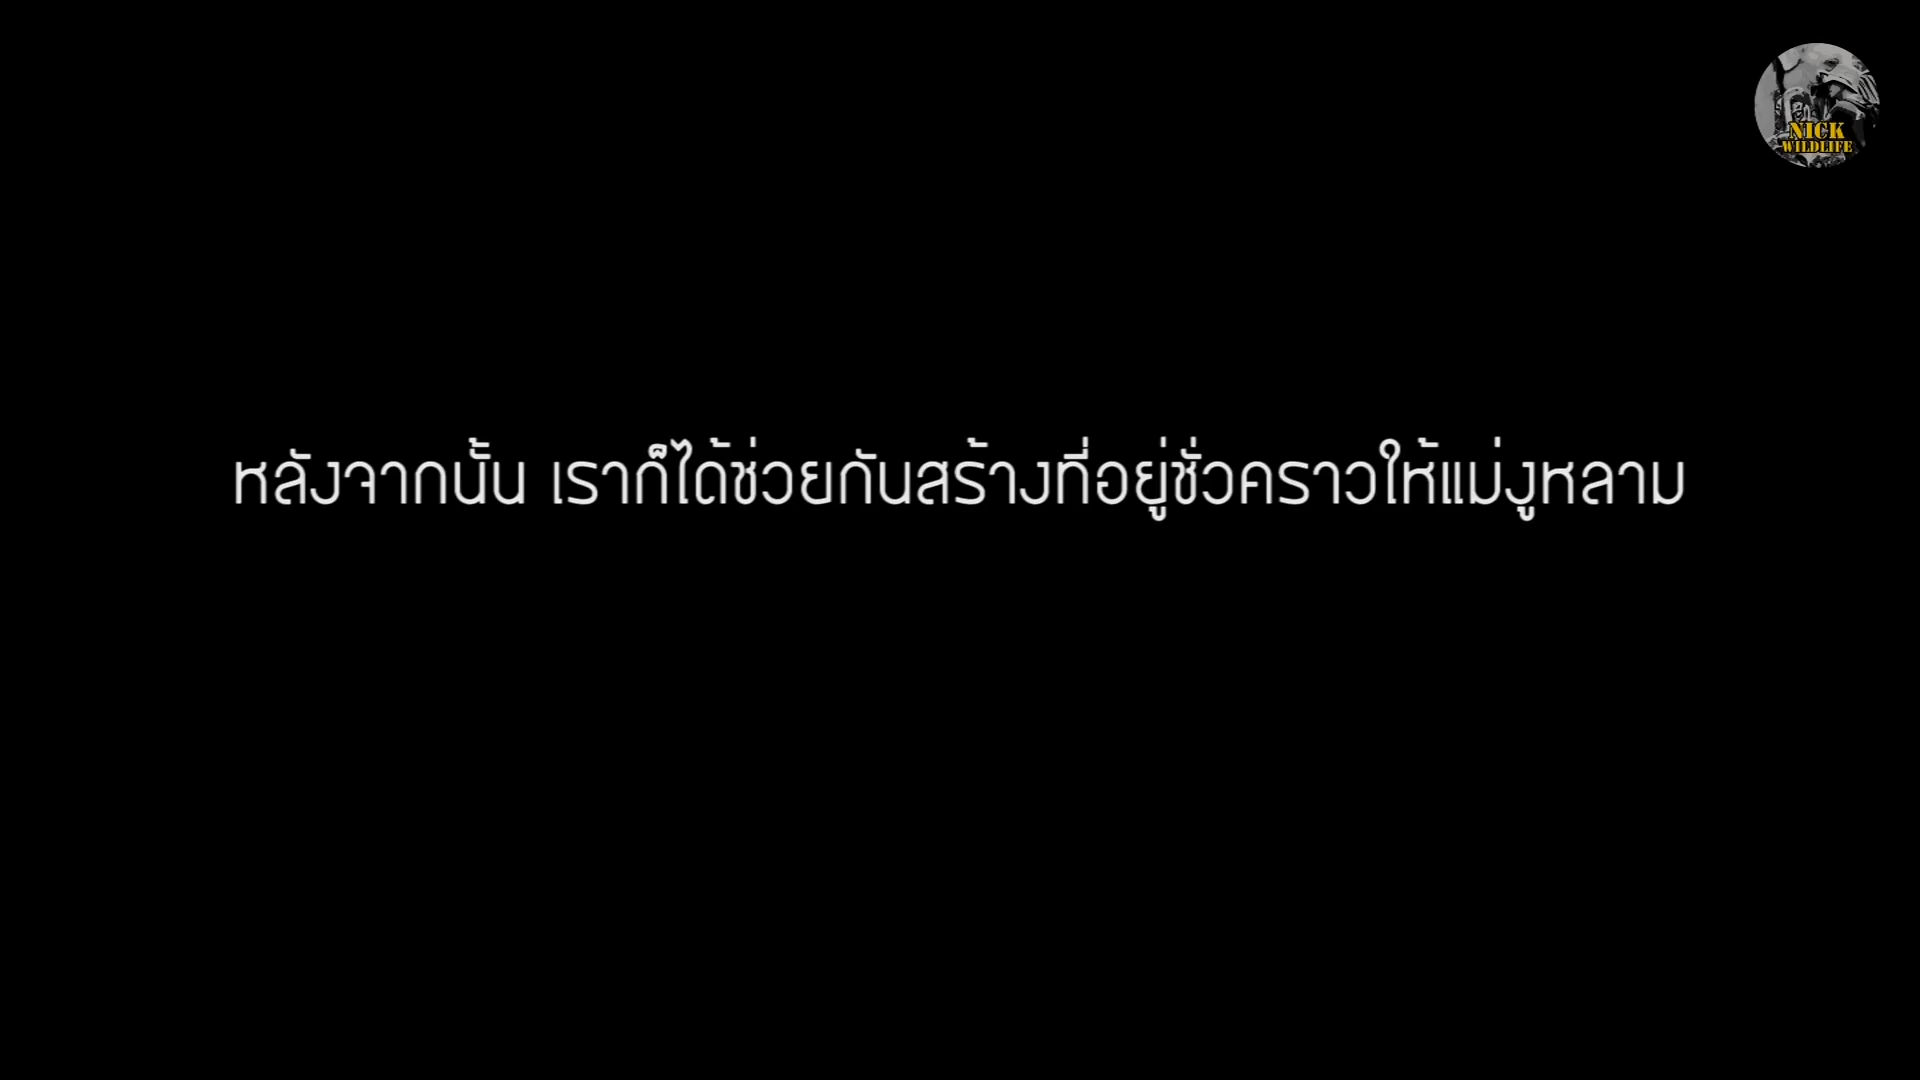 NICK
WILDLIFE
หลังจากนั้น เราก็ได้ช่วยกันสร้างที่อยู่ชั่วคราวให้แม่งูหลาม